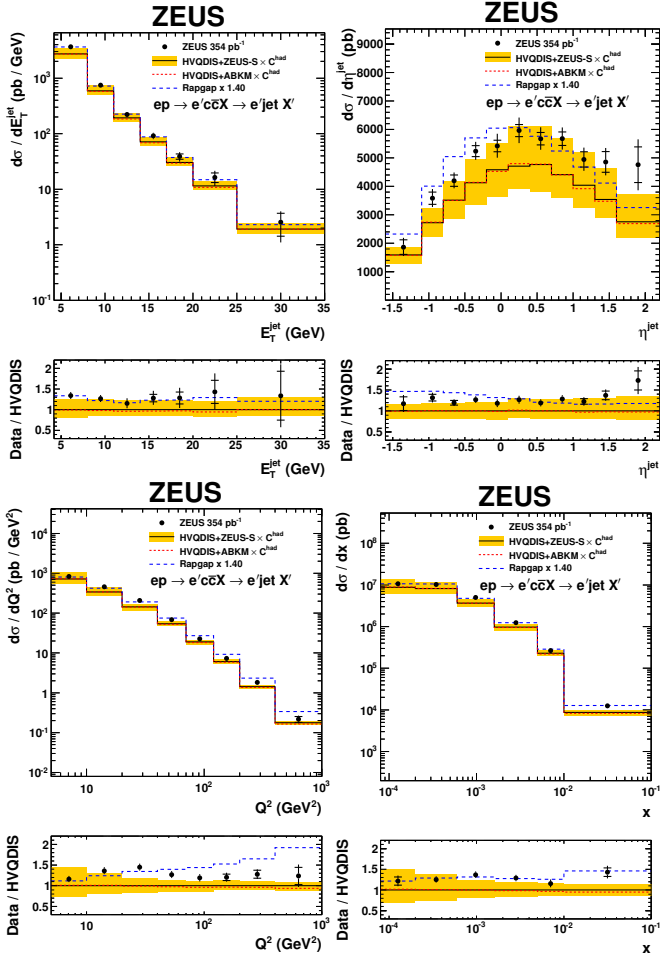 ZEUS
dσ / dE_T^jet (pb / GeV)
10³
10²
10
1
10⁻¹
ZEUS 354 pb⁻¹
HVQDIS+ZEUS-S × C^had
HVQDIS+ABKM × C^had
Rapgap x 1.40
ep → e′cc̅X → e′jet X′
5 10 15 20 25 30 35
E_T^jet (GeV)
Data / HVQDIS
2
1.5
1
0.5
5 10 15 20 25 30 35
E_T^jet (GeV)
ZEUS
dσ / dη^jet (pb)
9000
8000
7000
6000
5000
4000
3000
2000
1000
ZEUS 354 pb⁻¹
HVQDIS+ZEUS-S × C^had
HVQDIS+ABKM × C^had
Rapgap x 1.40
ep → e′cc̅X → e′jet X′
-1.5 -1 -0.5 0 0.5 1 1.5 2
η^jet
Data / HVQDIS
2
1.5
1
0.5
-1.5 -1 -0.5 0 0.5 1 1.5 2
η^jet
ZEUS
dσ / dQ² (pb / GeV²)
10⁴
10³
10²
10
1
10⁻¹
10⁻²
ZEUS 354 pb⁻¹
HVQDIS+ZEUS-S × C^had
HVQDIS+ABKM × C^had
Rapgap x 1.40
ep → e′cc̅X → e′jet X′
10 10² 10³
Q² (GeV²)
Data / HVQDIS
2
1.5
1
0.5
10 10² 10³
Q² (GeV²)
ZEUS
dσ / dx (pb)
10⁸
10⁷
10⁶
10⁵
10⁴
ZEUS 354 pb⁻¹
HVQDIS+ZEUS-S × C^had
HVQDIS+ABKM × C^had
Rapgap x 1.40
ep → e′cc̅X → e′jet X′
10⁻⁴ 10⁻³ 10⁻² 10⁻¹
x
Data / HVQDIS
2
1.5
1
0.5
10⁻⁴ 10⁻³ 10⁻² 10⁻¹
x